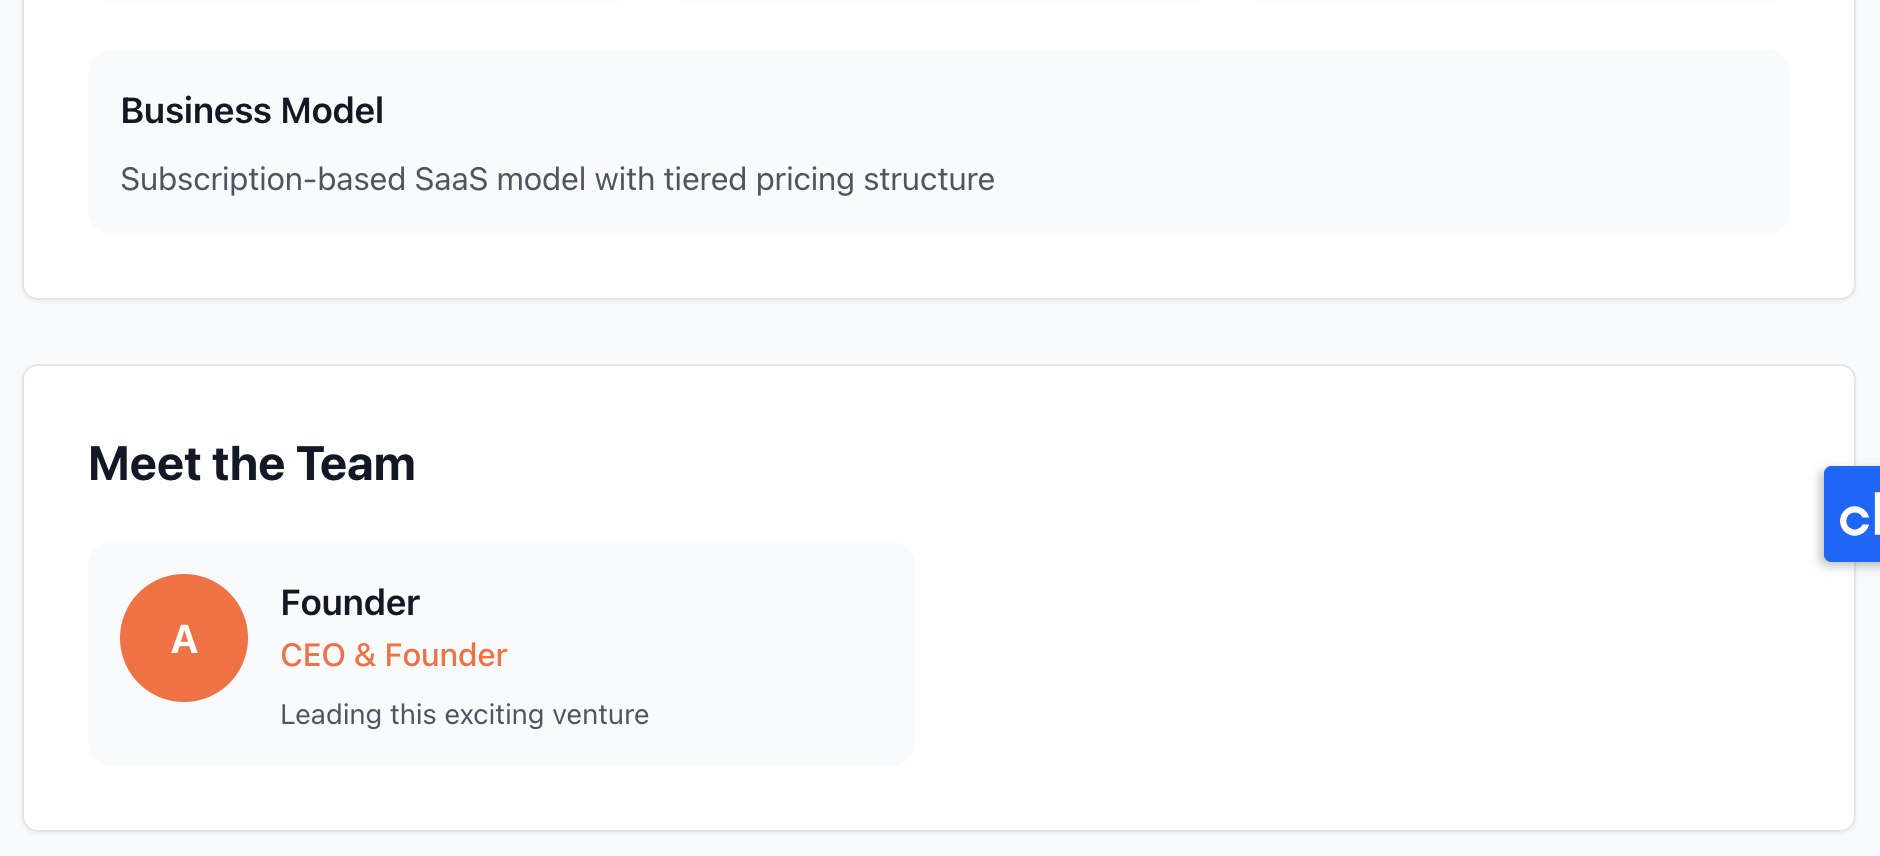 Business Model
Subscription-based SaaS model with tiered pricing structure
Meet the Team
A
Founder
CEO & Founder
Leading this exciting venture